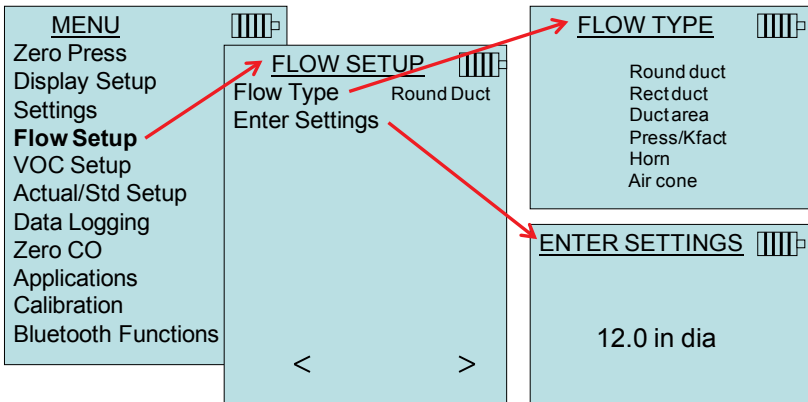 MENU
Zero Press
Display Setup
Settings
Flow Setup
VOC Setup
Actual/Std Setup
Data Logging
Zero CO
Applications
Calibration
Bluetooth Functions
FLOW SETUP
Flow Type Round Duct
Enter Settings
< >
FLOW TYPE
Round duct
Rect duct
Duct area
Press/Kfact
Horn
Air cone
ENTER SETTINGS
12.0 in dia